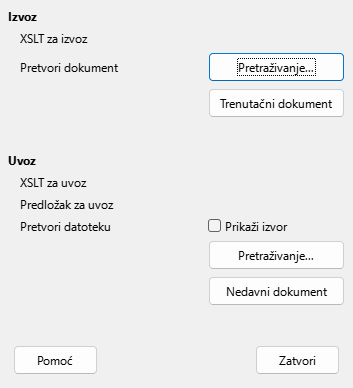 Izvoz
XSLT za izvoz
Pretvori dokument Pretraživanje...
Trenutačni dokument
Uvoz
XSLT za uvoz
Predložak za uvoz
Pretvori datoteku Prikaži izvor
Pretraživanje...
Nedavni dokument
Pomoć Zatvori